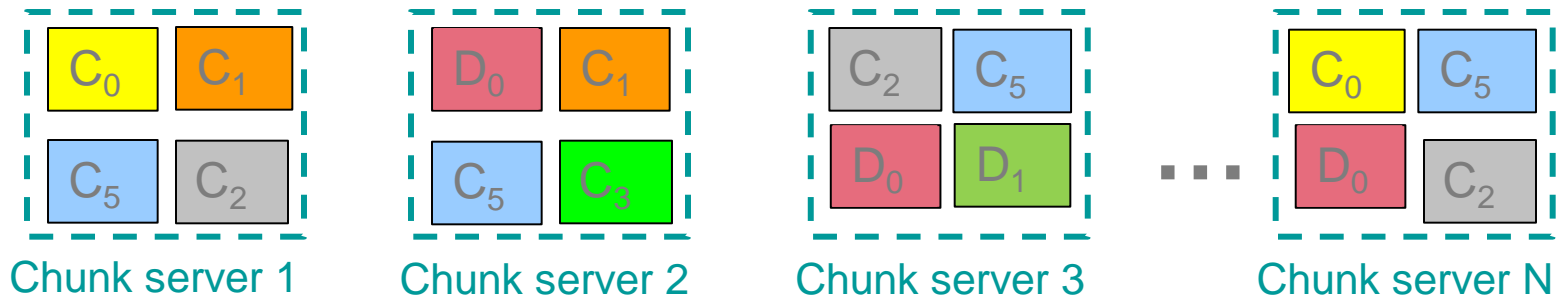 C0 C1 D0 C1 C2 C5 C0 C5
C5 C2 C5 C3 D0 D1 ... D0 C2
Chunk server 1 Chunk server 2 Chunk server 3 Chunk server N